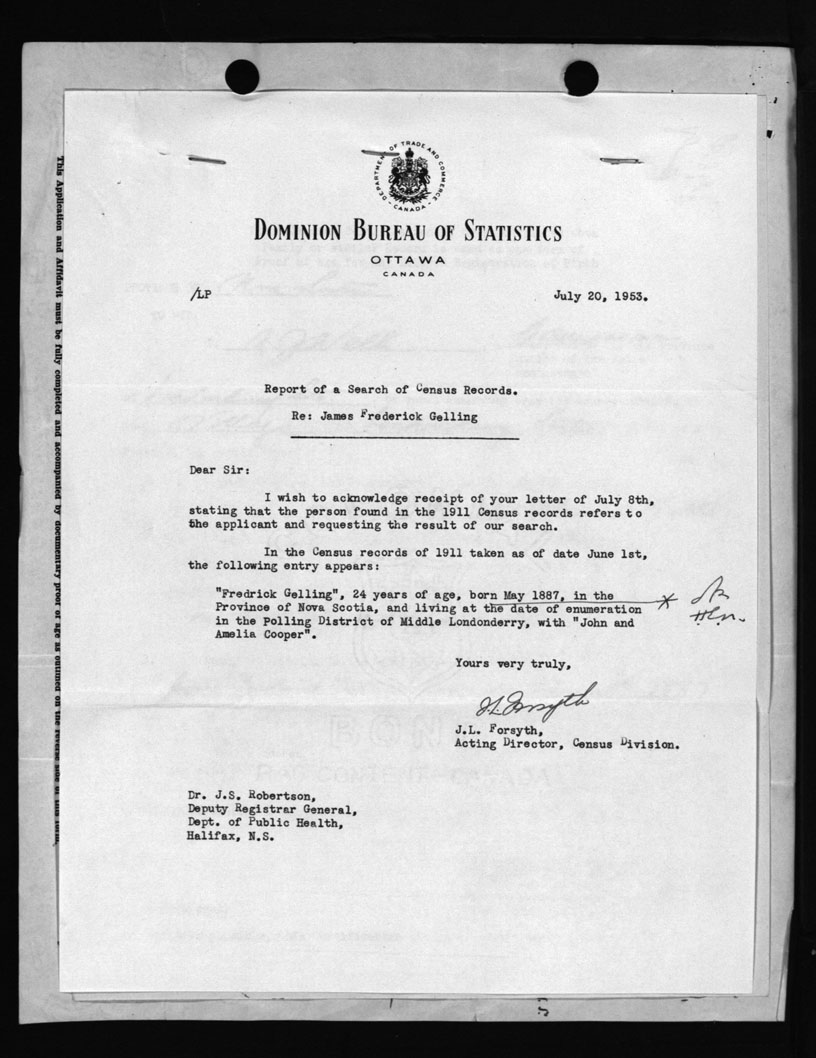 DEPARTMENT OF TRADE AND COMMERCE
- CANADA -
DOMINION BUREAU OF STATISTICS
OTTAWA
CANADA
/LP
July 20, 1953.
Report of a Search of Census Records.
Re: James Frederick Gelling
Dear Sir:
I wish to acknowledge receipt of your letter of July 8th,
stating that the person found in the 1911 Census records refers to
the applicant and requesting the result of our search.
In the Census records of 1911 taken as of date June 1st,
the following entry appears:
"Fredrick Gelling", 24 years of age, born May 1887, in the
Province of Nova Scotia, and living at the date of enumeration
in the Polling District of Middle Londonderry, with "John and
Amelia Cooper".
Yours very truly,
JLForsyth
J.L. Forsyth,
Acting Director, Census Division.
Dr. J.S. Robertson,
Deputy Registrar General,
Dept. of Public Health,
Halifax, N.S.
This Application and Affidavit must be fully completed and accompanied by documentary proof of age as outlined on the reverse side of this form.